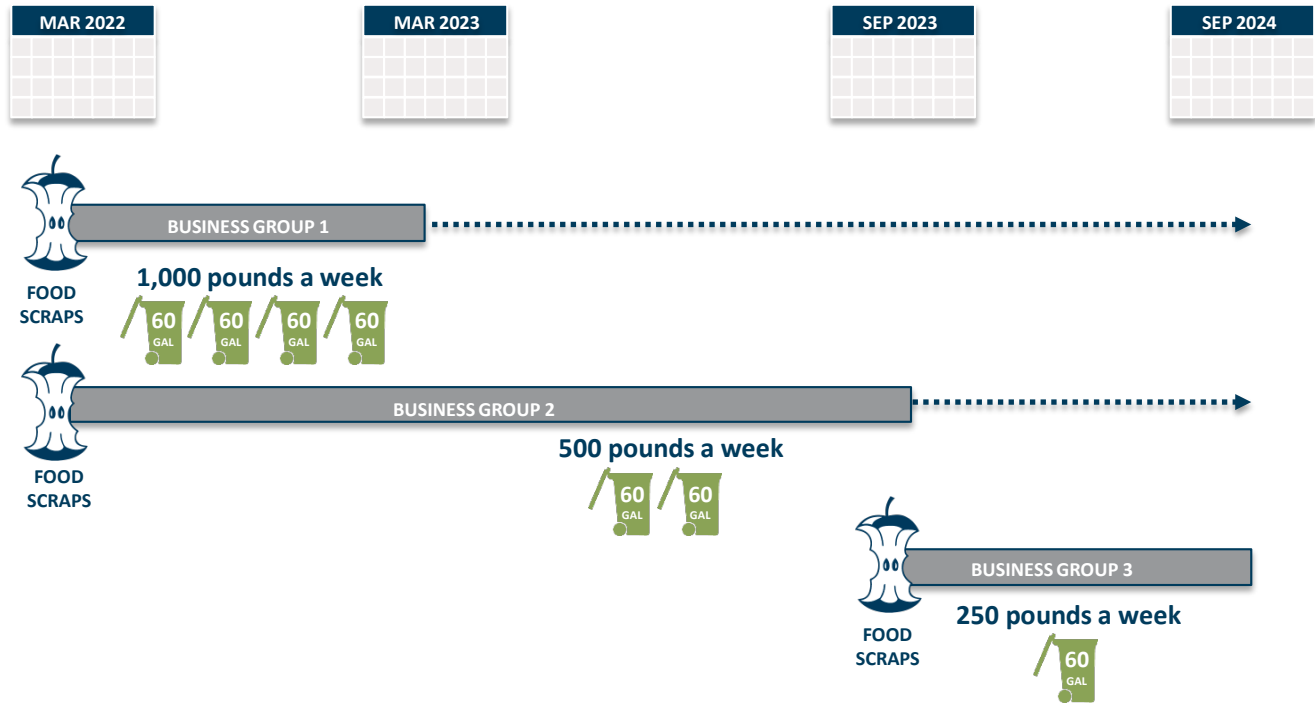 MAR 2022
MAR 2023
SEP 2023
SEP 2024
BUSINESS GROUP 1
1,000 pounds a week
FOOD
SCRAPS
60
GAL
60
GAL
60
GAL
60
GAL
BUSINESS GROUP 2
500 pounds a week
FOOD
SCRAPS
60
GAL
60
GAL
BUSINESS GROUP 3
250 pounds a week
FOOD
SCRAPS
60
GAL